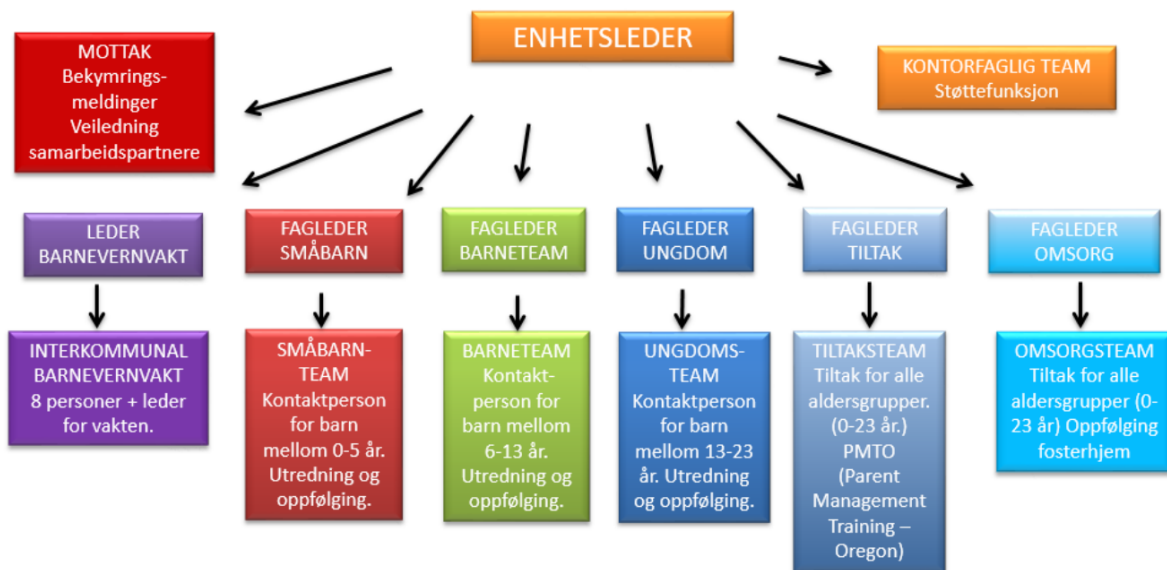 ENHETSLEDER
MOTTAK
Bekymrings-
meldinger
Veiledning
samarbeidspartnere
KONTORFAGLIG TEAM
Støttefunksjon
LEDER
BARNEVERNVAKT
FAGLEDER
SMÅBARN
FAGLEDER
BARNETEAM
FAGLEDER
UNGDOM
FAGLEDER
TILTAK
FAGLEDER
OMSORG
INTERKOMMUNAL
BARNEVERNVAKT
8 personer + leder
for vakten.
SMÅBARN-
TEAM
Kontaktperson
for barn
mellom 0-5 år.
Utredning og
oppfølging.
BARNETEAM
Kontakt-
person for
barn mellom
6-13 år.
Utredning og
oppfølging.
UNGDOMS-
TEAM
Kontaktperson
for barn
mellom 13-23
år. Utredning
og oppfølging.
TILTAKSTEAM
Tiltak for alle
aldersgrupper.
(0-23 år.)
PMTO
(Parent
Management
Training –
Oregon)
OMSORGSTEAM
Tiltak for alle
aldersgrupper (0-
23 år) Oppfølging
fosterhjem